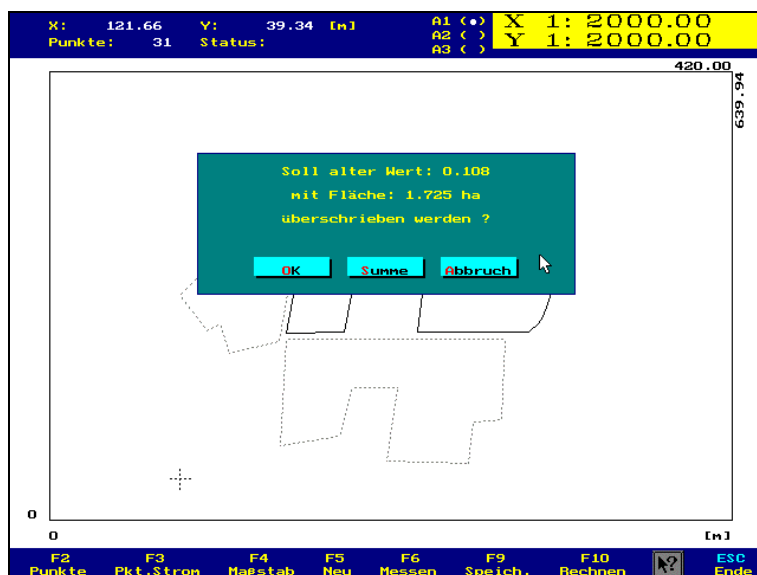 X: 121.66 Y: 39.34 [m] A1 (•) X 1: 2000.00
Punkte: 31 Status: A2 ( ) Y 1: 2000.00
A3 ( )
420.00
639.94
Soll alter Wert: 0.108
mit Fläche: 1.725 ha
überschrieben werden ?
OK Summe Abbruch
0
0 [m]
F2 F3 F4 F5 F6 F9 F10 ? ESC
Punkte Pkt.Strom Maßstab Neu Messen Speich. Rechnen Ende